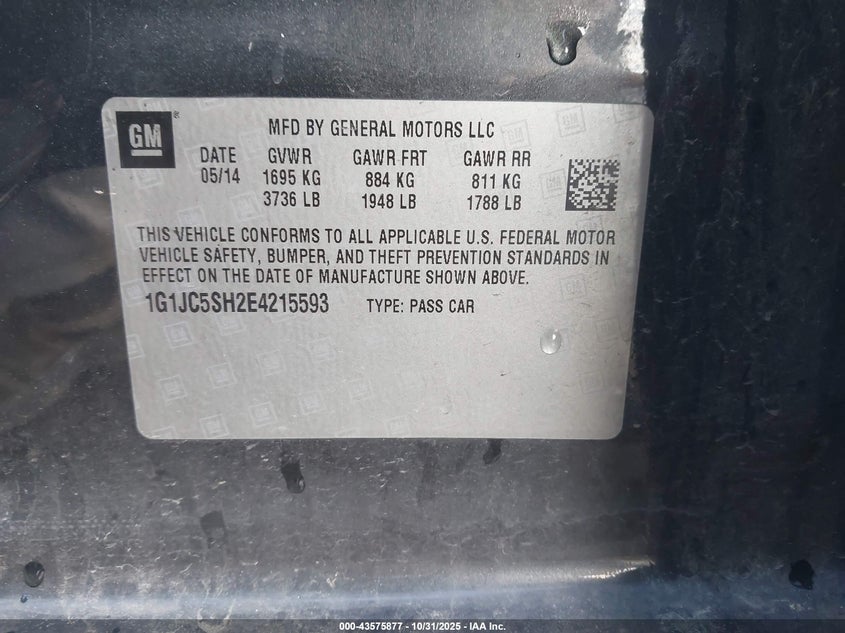 GM
MFD BY GENERAL MOTORS LLC
DATE GVWR GAWR FRT GAWR RR
05/14 1695 KG 884 KG 811 KG
3736 LB 1948 LB 1788 LB
THIS VEHICLE CONFORMS TO ALL APPLICABLE U.S. FEDERAL MOTOR
VEHICLE SAFETY, BUMPER, AND THEFT PREVENTION STANDARDS IN
EFFECT ON THE DATE OF MANUFACTURE SHOWN ABOVE.
1G1JC5SH2E4215593 TYPE: PASS CAR
000-43575877 - 10/31/2025 - IAA Inc.